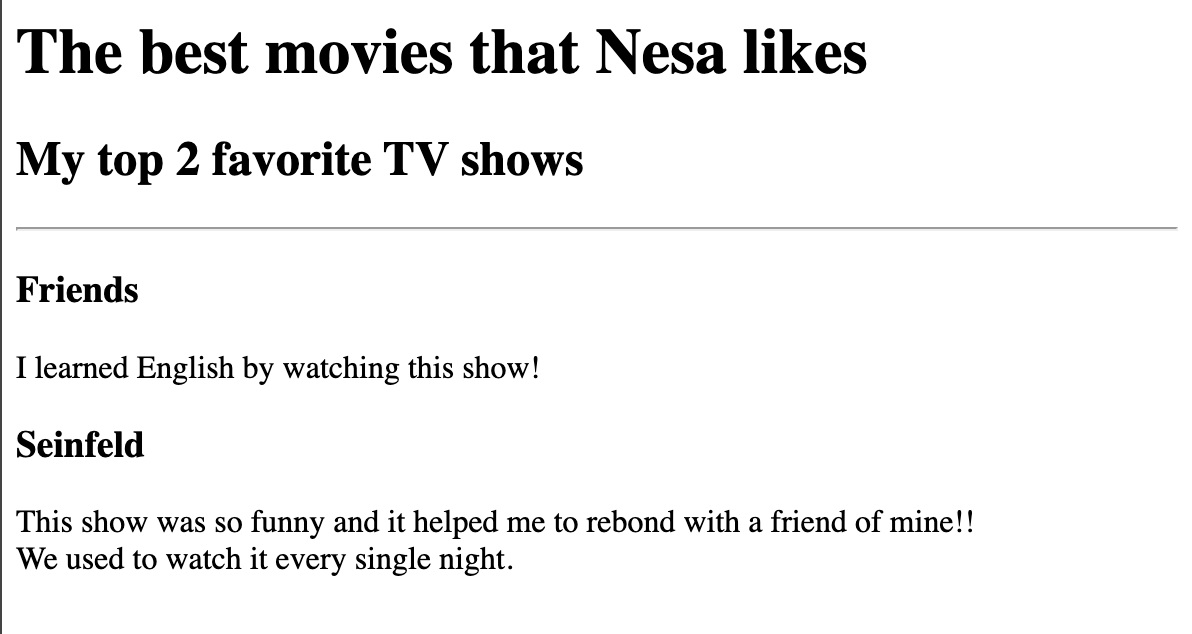 The best movies that Nesa likes
My top 2 favorite TV shows
Friends
I learned English by watching this show!
Seinfeld
This show was so funny and it helped me to rebond with a friend of mine!!
We used to watch it every single night.